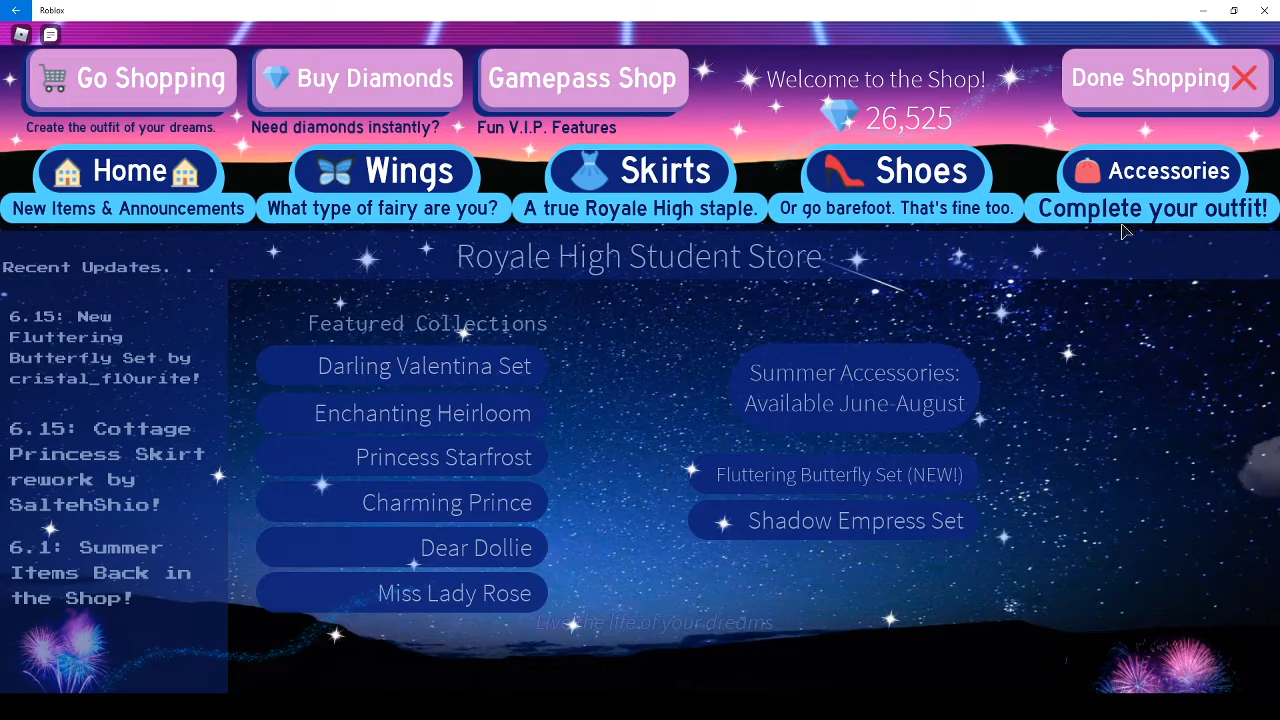 Roblox
Go Shopping
Buy Diamonds
Gamepass Shop
Welcome to the Shop!
Done Shopping
26,525
Create the outfit of your dreams.
Need diamonds instantly?
Fun V.I.P. Features
Home
Wings
Skirts
Shoes
Accessories
New Items & Announcements
What type of fairy are you?
A true Royale High staple.
Or go barefoot. That's fine too.
Complete your outfit!
Royale High Student Store
Recent Updates. . .
6.15: New
Fluttering
Butterfly Set by
cristal_fl0urite!
6.15: Cottage
Princess Skirt
rework by
SaltehShio!
6.1: Summer
Items Back in
the Shop!
Featured Collections
Darling Valentina Set
Enchanting Heirloom
Princess Starfrost
Charming Prince
Dear Dollie
Miss Lady Rose
Summer Accessories:
Available June-August
Fluttering Butterfly Set (NEW!)
Shadow Empress Set
Live the life of your dreams